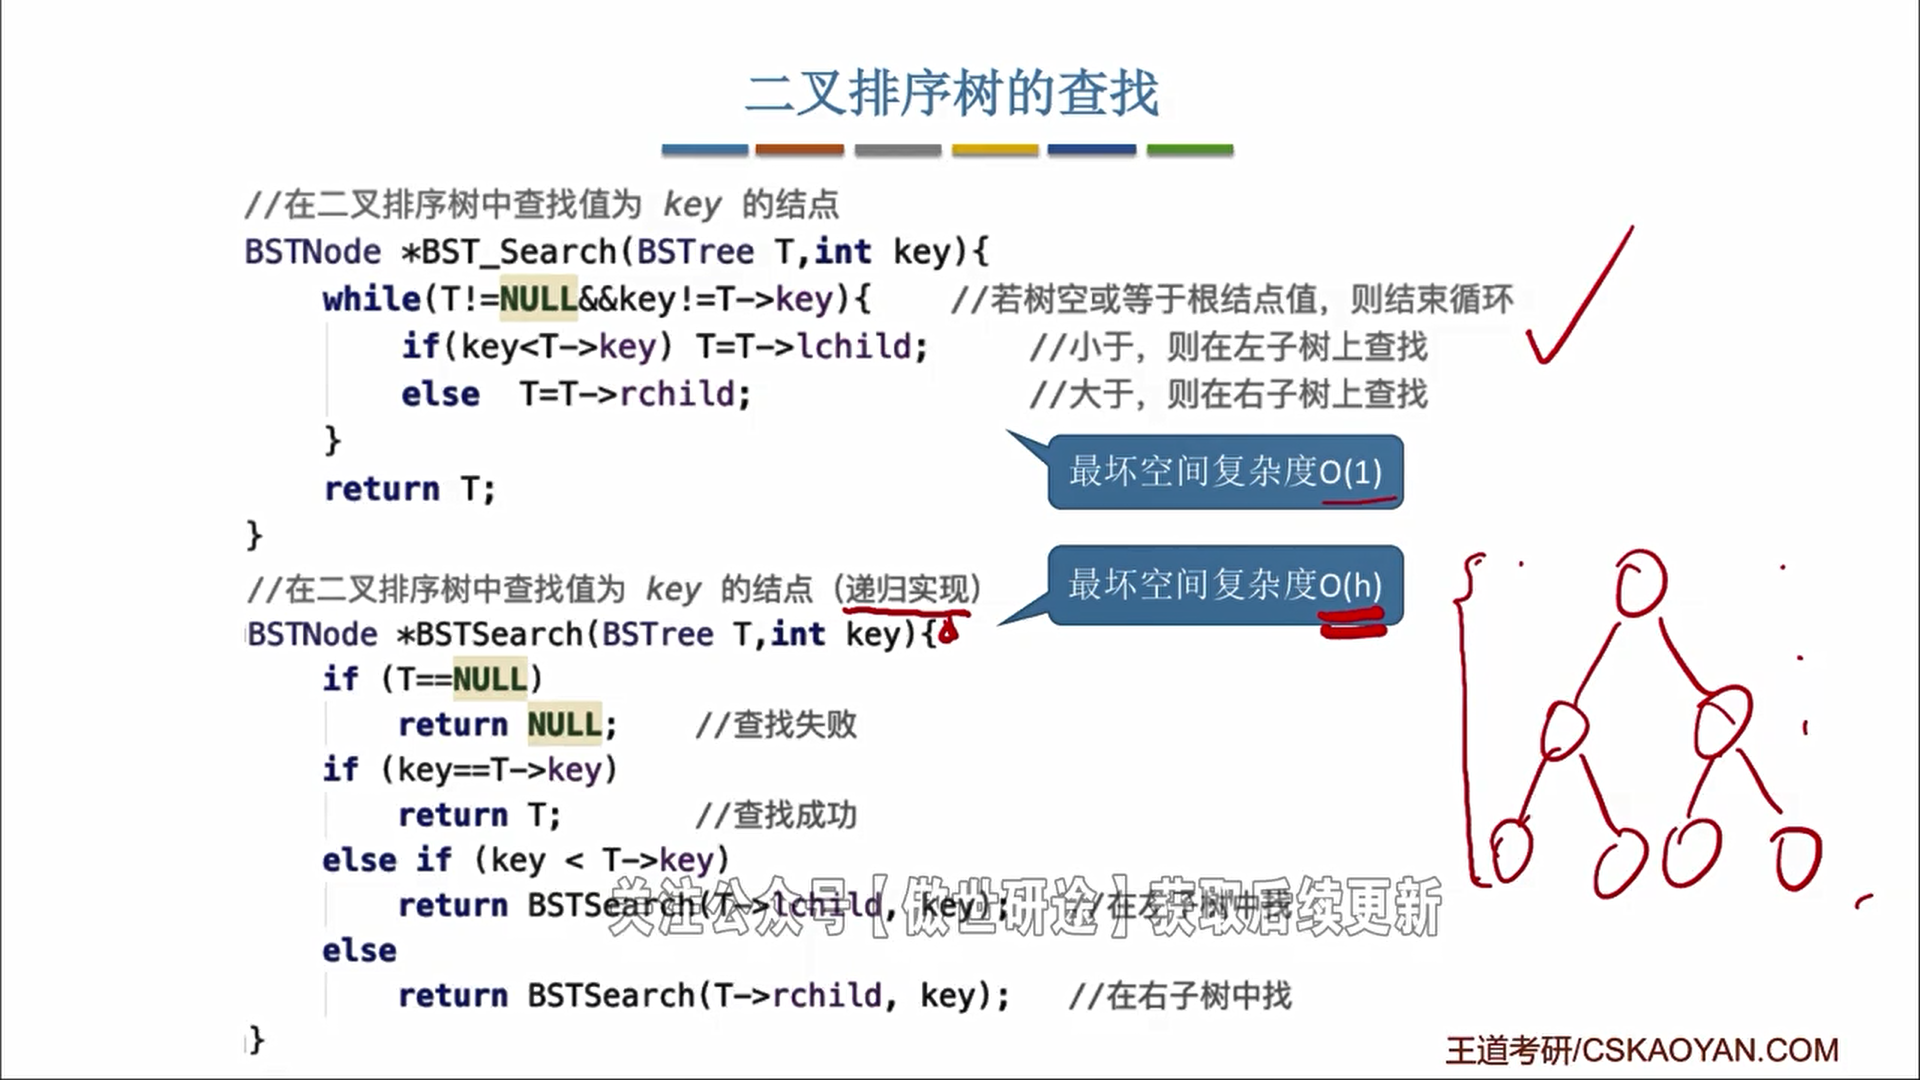 二叉排序树的查找
//在二叉排序树中查找值为 key 的结点
BSTNode *BST_Search(BSTree T,int key){
while(T!=NULL&&key!=T->key){ //若树空或等于根结点值，则结束循环
if(key<T->key) T=T->lchild; //小于，则在左子树上查找
else T=T->rchild; //大于，则在右子树上查找
}
最坏空间复杂度O(1)
return T;
}
//在二叉排序树中查找值为 key 的结点（递归实现）
最坏空间复杂度O(h)
BSTNode *BSTSearch(BSTree T,int key){
if (T==NULL)
return NULL; //查找失败
if (key==T->key)
return T; //查找成功
else if (key < T->key)
return BSTSearch(T->lchild, key); //在左子树中找
关注公众号【傲世研途】获取后续更新
else
return BSTSearch(T->rchild, key); //在右子树中找
}
王道考研/CSKAOYAN.COM